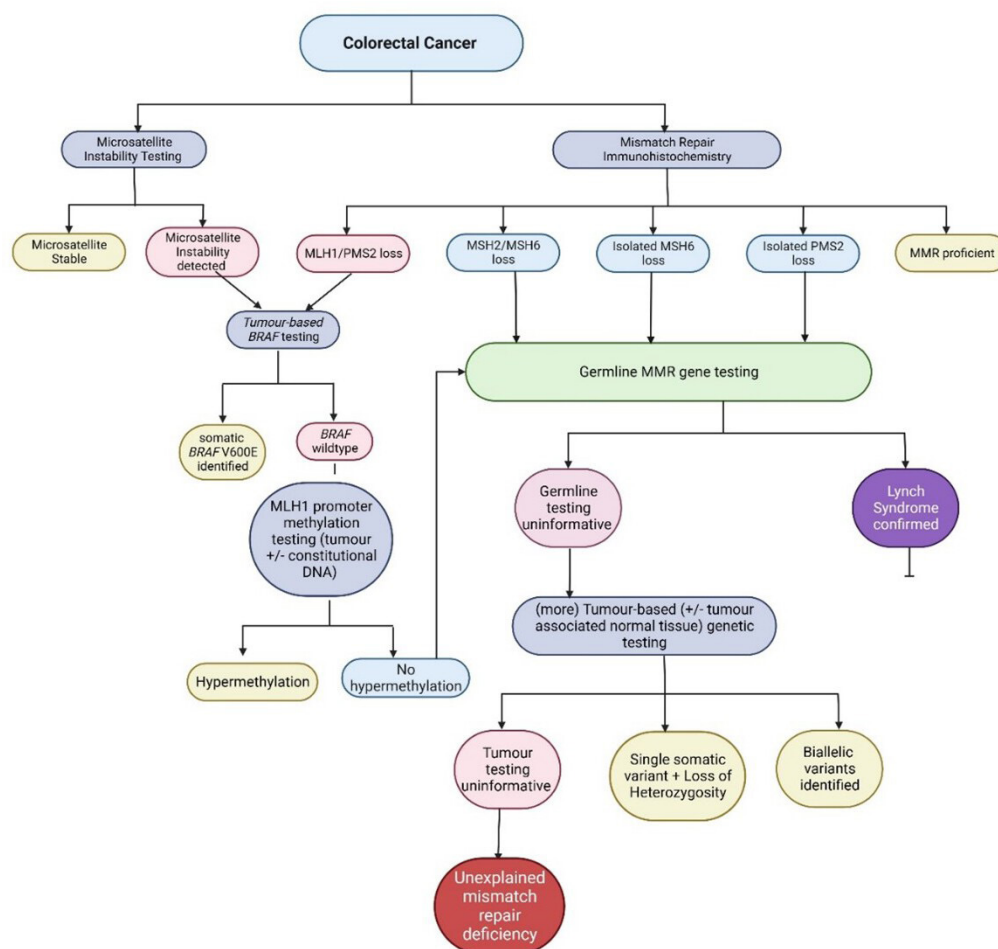 Colorectal Cancer
Microsatellite
Instability Testing
Mismatch Repair
Immunohistochemistry
Microsatellite
Stable
Microsatellite
Instability
detected
MLH1/PMS2 loss
MSH2/MSH6
loss
Isolated MSH6
loss
Isolated PMS2
loss
MMR proficient
Tumour-based
BRAF testing
Germline MMR gene testing
somatic
BRAF V600E
identified
BRAF
wildtype
Germline
testing
uninformative
Lynch
Syndrome
confirmed
MLH1 promoter
methylation
testing (tumour
+/- constitutional
DNA)
(more) Tumour-based (+/- tumour
associated normal tissue) genetic
testing
Hypermethylation
No
hypermethylation
Tumour
testing
uninformative
Single somatic
variant + Loss of
Heterozygosity
Biallelic
variants
identified
Unexplained
mismatch
repair
deficiency